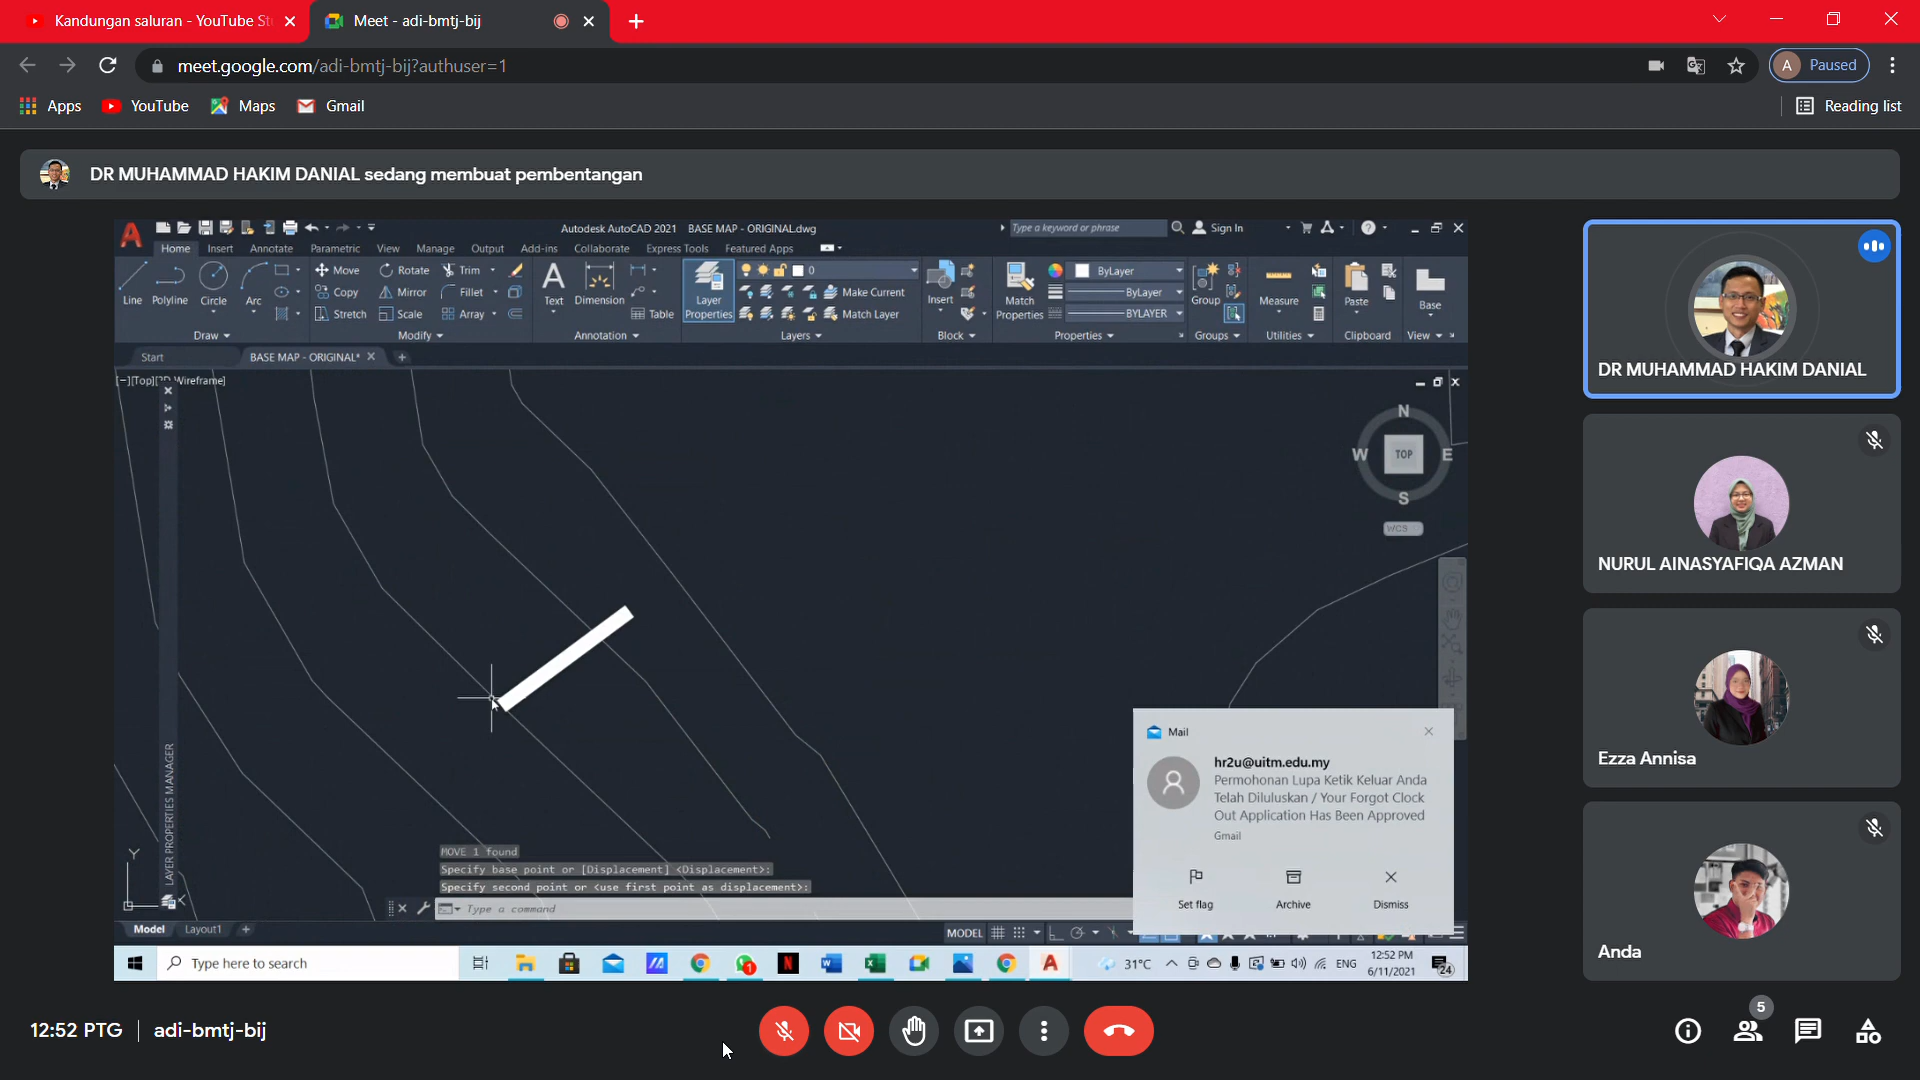 Kandungan saluran - YouTube St
Meet - adi-bmtj-bij
meet.google.com/adi-bmtj-bij?authuser=1
A Paused
Apps YouTube Maps Gmail
Reading list
DR MUHAMMAD HAKIM DANIAL sedang membuat pembentangan
Autodesk AutoCAD 2021 BASE MAP - ORIGINAL.dwg
Type a keyword or phrase
Sign In
Home Insert Annotate Parametric View Manage Output Add-ins Collaborate Express Tools Featured Apps
Line Polyline Circle Arc
Move Rotate Trim
Copy Mirror Fillet
Stretch Scale Array
Text Dimension
Table
Layer
Properties
0
Make Current
Match Layer
Insert
Match
Properties
ByLayer
ByLayer
BYLAYER
Group
Measure
Paste
Base
Draw Modify Annotation Layers Block Properties Groups Utilities Clipboard View
Start BASE MAP - ORIGINAL*
[−][Top][2D Wireframe]
N
W TOP E
S
WCS
LAYER PROPERTIES MANAGER
Y
MOVE 1 found
Specify base point or [Displacement] <Displacement>:
Specify second point or <use first point as displacement>:
Type a command
Model Layout1
MODEL
Mail
hr2u@uitm.edu.my
Permohonan Lupa Ketik Keluar Anda
Telah Diluluskan / Your Forgot Clock
Out Application Has Been Approved
Gmail
Set flag Archive Dismiss
Type here to search
1
31°C
ENG
12:52 PM
6/11/2021
24
DR MUHAMMAD HAKIM DANIAL
NURUL AINASYAFIQA AZMAN
Ezza Annisa
Anda
12:52 PTG adi-bmtj-bij
5